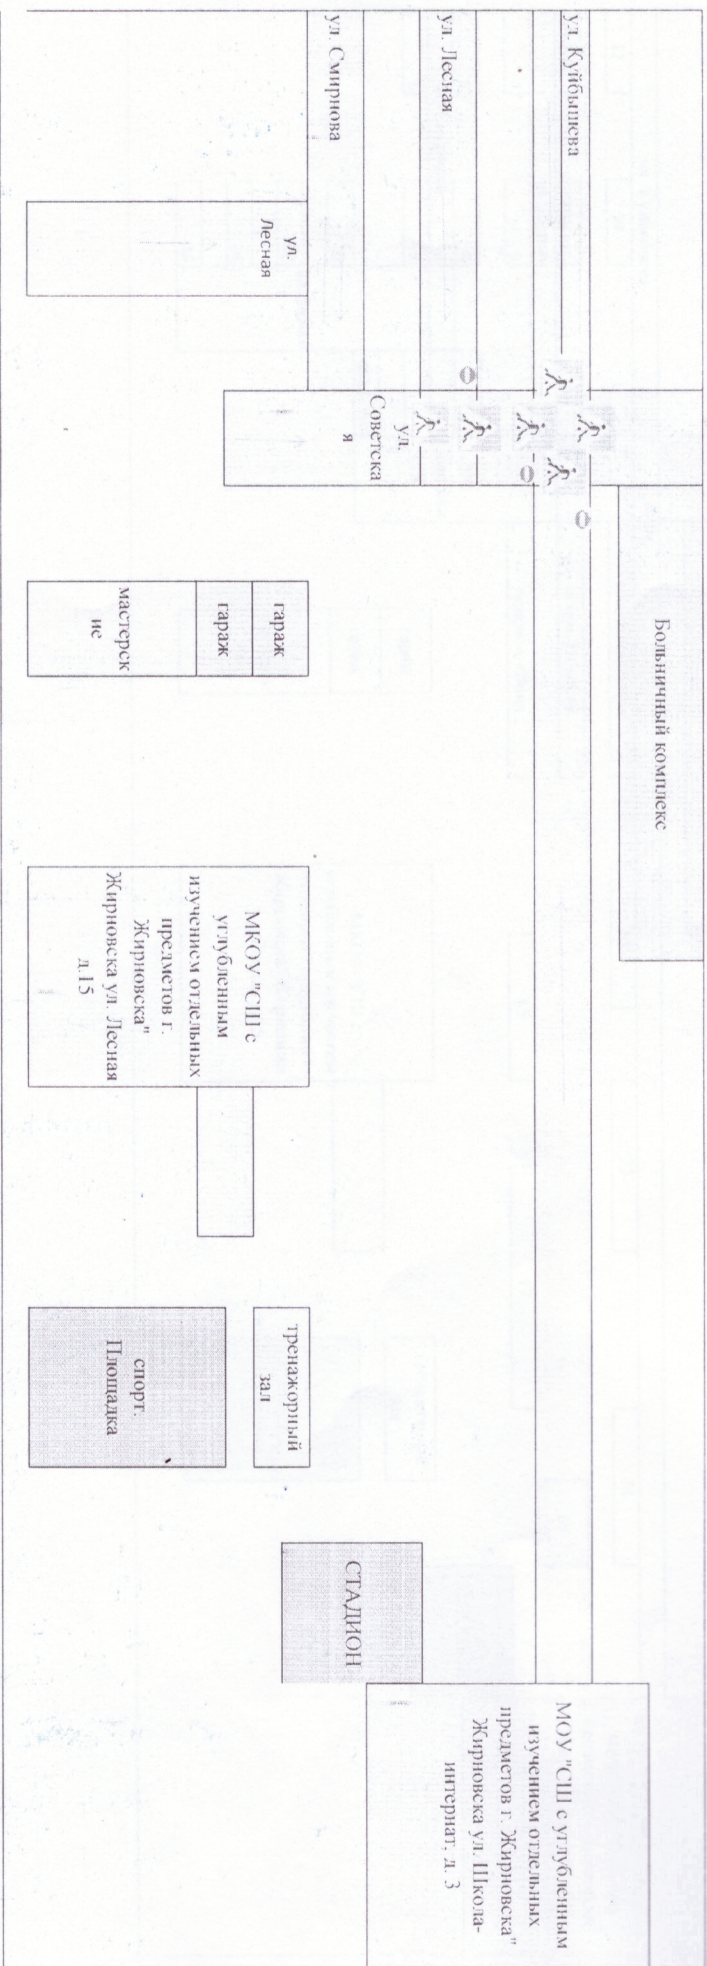 ул. Куйбышева
ул. Лесная
ул. Смирнова
ул.
Лесная
ул.
Советска
я
Больничный комплекс
гараж
гараж
мастерск
ие
МКОУ "СШ с
углубленным
изучением отдельных
предметов г.
Жирновска"
Жирновска ул. Лесная
д.15
тренажорный
зал
спорт.
Площадка
СТАДИОН
МОУ "СШ с углубленным
изучением отдельных
предметов г. Жирновска"
Жирновска ул. Школа-
интернат, д. 3